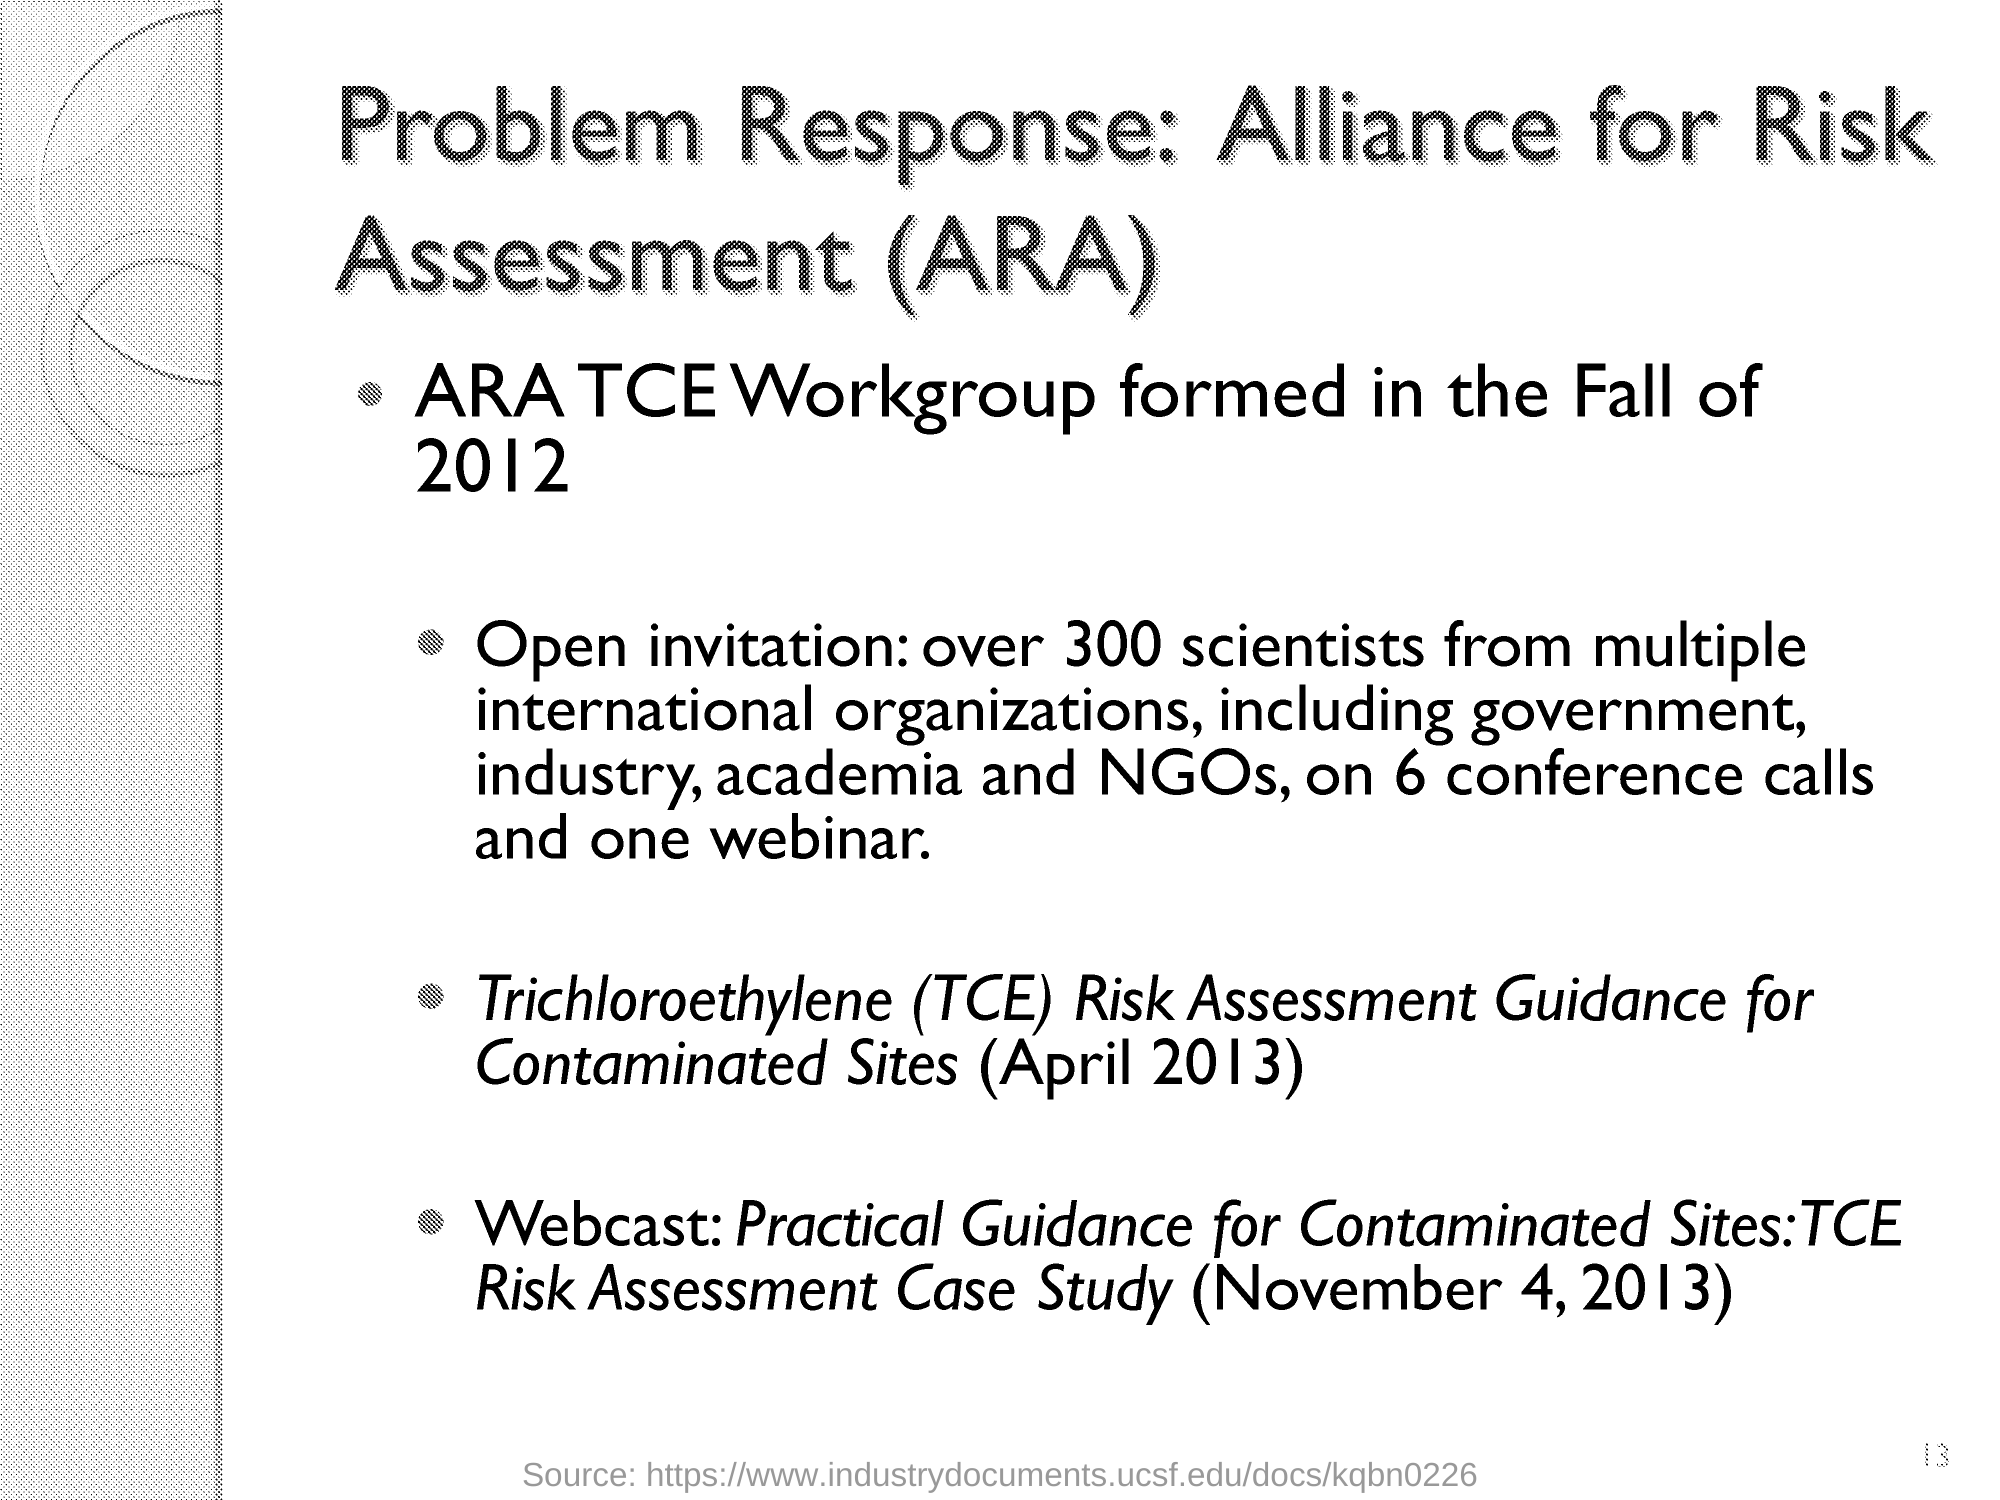 Problem Response: Alliance for Risk
Assessment (ARA)
• ARA TCE Workgroup formed in the Fall of
2012
• Open invitation: over 300 scientists from multiple
international organizations, including government,
industry, academia and NGOs, on 6 conference calls
and one webinar.
• Trichloroethylene (TCE) Risk Assessment Guidance for
Contaminated Sites (April 2013)
• Webcast: Practical Guidance for Contaminated Sites: TCE
Risk Assessment Case Study (November 4, 2013)
13
Source: https://www.industrydocuments.ucsf.edu/docs/kqbn0226